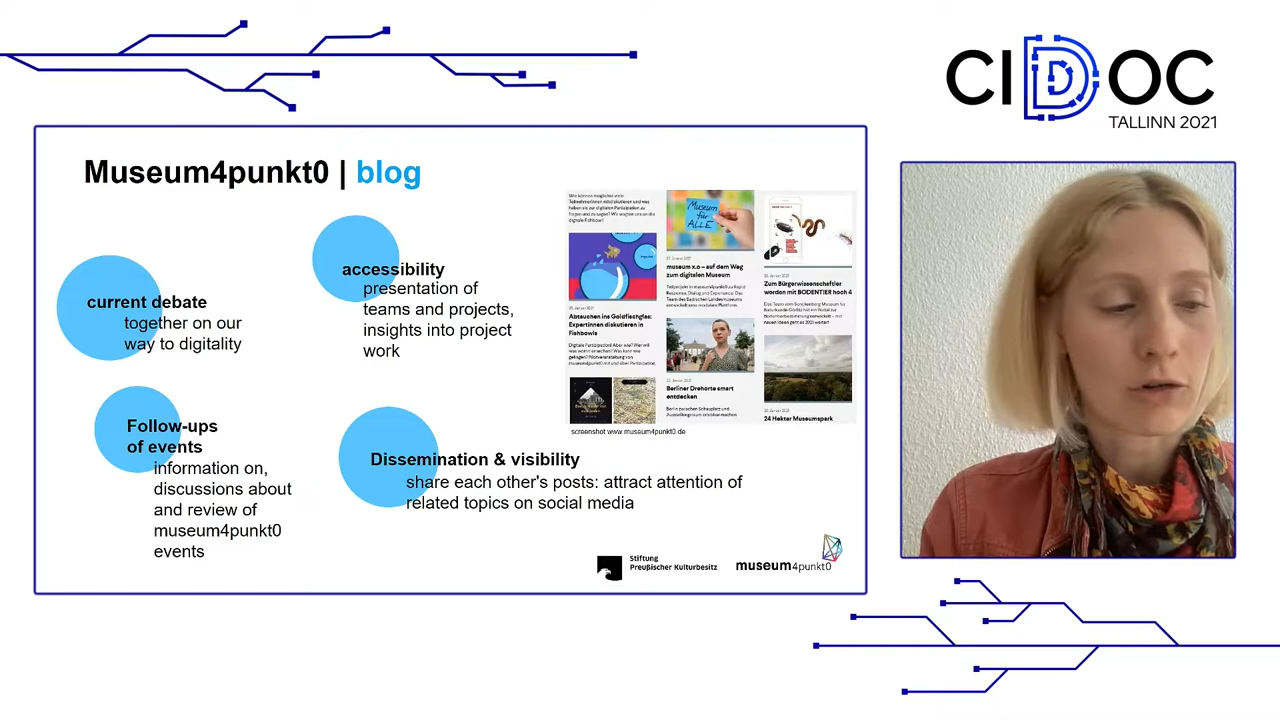 CIDOC
TALLINN 2021
Museum4punkt0 | blog
current debate
together on our
way to digitality
accessibility
presentation of
teams and projects,
insights into project
work
Follow-ups
of events
information on,
discussions about
and review of
museum4punkt0
events
Dissemination & visibility
share each other's posts: attract attention of
related topics on social media
Abtauchen ins Goldfischglas:
Expertinnen diskutieren in
Fishbowls
Museum
für
ALLE
museum x.o – auf dem Weg
zum digitalen Museum
Berliner Drehorte smart
entdecken
Zum Bürgerwissenschaftler
werden mit BODENTIER hoch 4
24 Hektar Museumspark
screenshot www.museum4punkt0.de
Stiftung
Preußischer Kulturbesitz
museum4punkt0